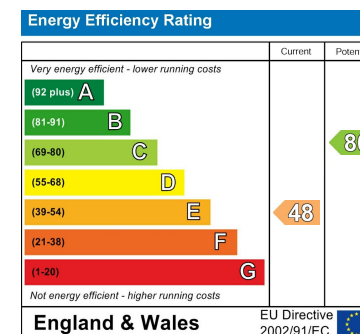 Energy Efficiency Rating
Current
Very energy efficient - lower running costs
(92 plus) A
(81-91) B
(69-80) C
(55-68) D
(39-54) E
48
(21-38) F
(1-20) G
Not energy efficient - higher running costs
England & Wales
EU Directive
2002/91/EC